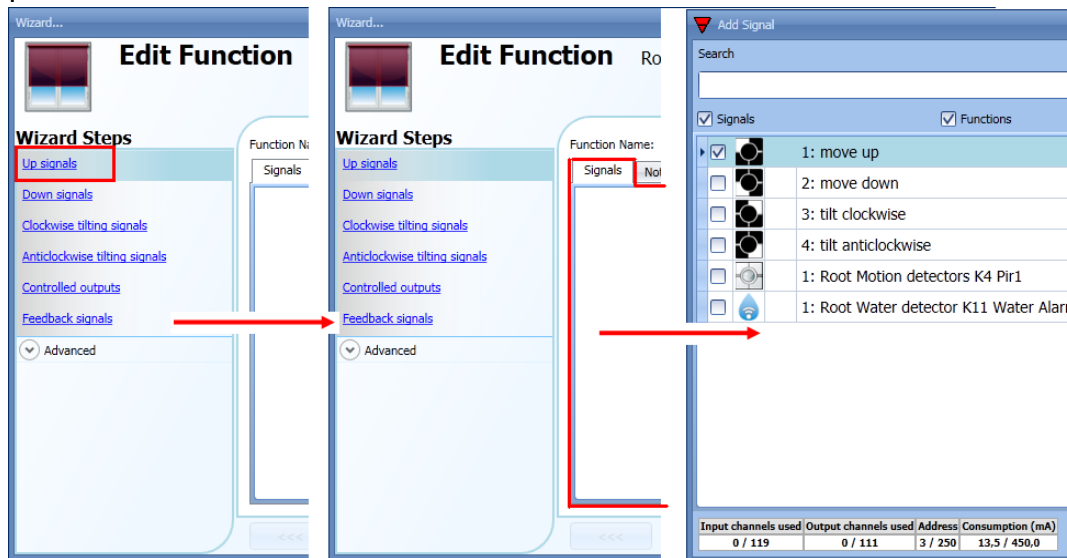 Wizard...
Edit Function
Wizard Steps
Up signals
Down signals
Clockwise tilting signals
Anticlockwise tilting signals
Controlled outputs
Feedback signals
Advanced
Function Na
Signals
<<<
Wizard...
Edit Function Ro
Wizard Steps
Up signals
Down signals
Clockwise tilting signals
Anticlockwise tilting signals
Controlled outputs
Feedback signals
Advanced
Function Name:
Signals Not
<<<
Add Signal
Search
Signals Functions
1: move up
2: move down
3: tilt clockwise
4: tilt anticlockwise
1: Root Motion detectors K4 Pir1
1: Root Water detector K11 Water Alar
Input channels used Output channels used Address Consumption (mA)
0 / 119 0 / 111 3 / 250 13,5 / 450,0